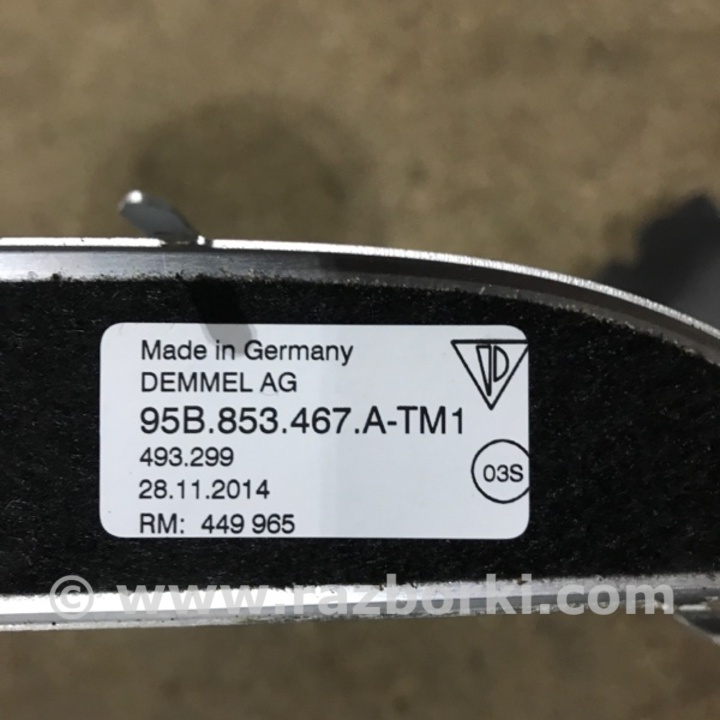 Made in Germany
DEMMEL AG
95B.853.467.A-TM1
493.299
28.11.2014
RM: 449 965
03S
© www.razborki.com